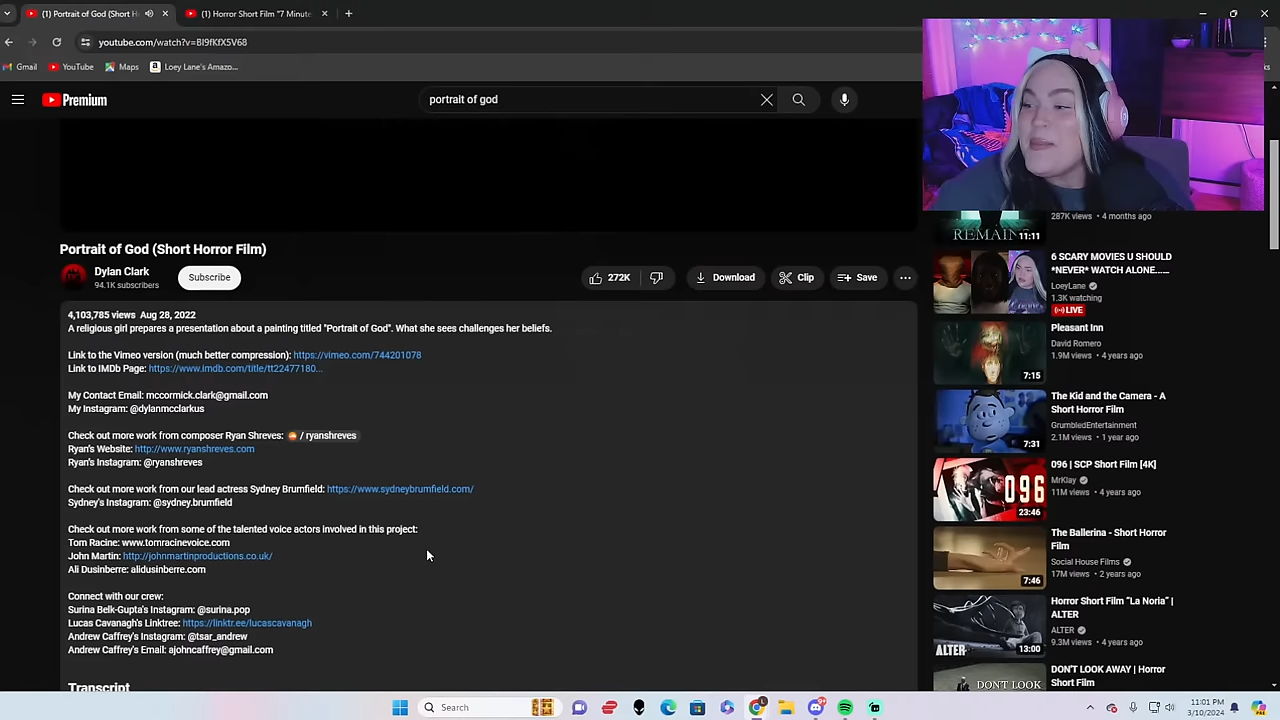 (1) Portrait of God (Short H
(1) Horror Short Film "7 Minute
youtube.com/watch?v=BI9fKfX5V68
Gmail
YouTube
Maps
Loey Lane's Amazo...
Premium
portrait of god
Portrait of God (Short Horror Film)
Dylan Clark
94.1K subscribers
Subscribe
272K
Download
Clip
Save
4,103,785 views Aug 28, 2022
A religious girl prepares a presentation about a painting titled "Portrait of God". What she sees challenges her beliefs.
Link to the Vimeo version (much better compression): https://vimeo.com/744201078
Link to IMDb Page: https://www.imdb.com/title/tt22477180...
My Contact Email: mccormick.clark@gmail.com
My Instagram: @dylanmcclarkus
Check out more work from composer Ryan Shreves: / ryanshreves
Ryan's Website: http://www.ryanshreves.com
Ryan's Instagram: @ryanshreves
Check out more work from our lead actress Sydney Brumfield: https://www.sydneybrumfield.com/
Sydney's Instagram @sydney.brumfield
Check out more work from some of the talented voice
involved in this project:
Tom Racine: www.tomracinevoice.com
John Martin: http://johnmartinproductions.co.uk/
Ali Dusinberre: alidusinberre.com
Connect with our crew:
Surina Belk-Gupta's Instagram: @surina.pop
Lucas Cavanagh's Linktree: https://linktr.ee/lucascavanagh
Andrew Caffrey's Instagram: @tsar_andrew
Andrew Caffrey's Email: ajohncaffrey@gmail.com
Transcript
287K views • 4 months ago
REMAINS
11:11
6 SCARY MOVIES U SHOULD
*NEVER* WATCH ALONE......
LoeyLane
1.3K watching
LIVE
Pleasant Inn
David Romero
1.9M views • 4 years ago
7:15
The Kid and the Camera - A
Short Horror Film
GrumbledEntertainment
2.1M views • 1 year ago
7:31
096 | SCP Short Film [4K]
MrKlay
11M views • 4 years ago
096
23:46
The Ballerina - Short Horror
Film
Social House Films
17M views • 2 years ago
7:46
Horror Short Film "La Noria" |
ALTER
ALTER
9.3M views • 4 years ago
ALTER
13:00
DON'T LOOK AWAY | Horror
Short Film
DON'T LOOK
Search
11:01 PM
3/10/2024